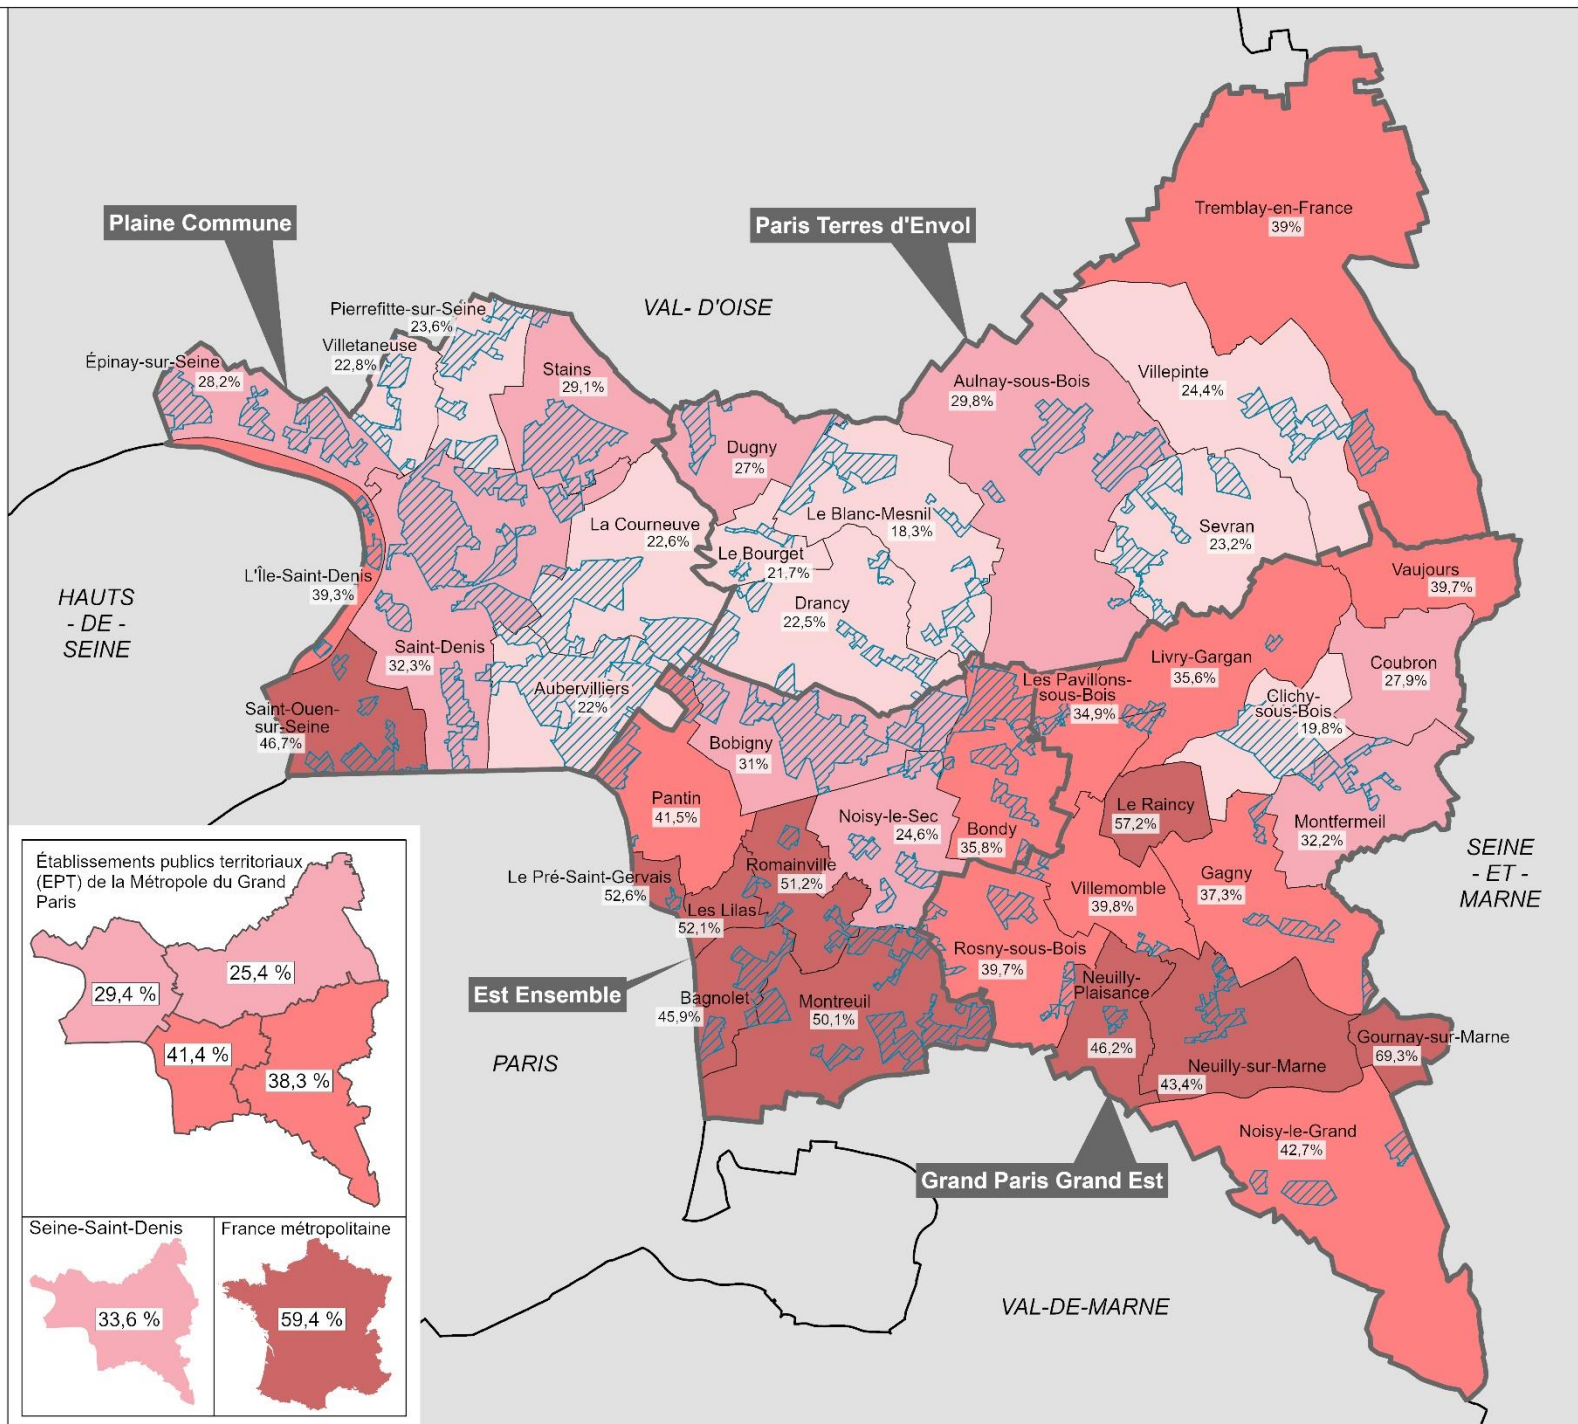 Plaine Commune
Paris Terres d'Envol
Tremblay-en-France
39%
VAL- D'OISE
Pierrefitte-sur-Seine
23,6%
Villetaneuse
22,8%
Épinay-sur-Seine
28,2%
Stains
29,1%
Aulnay-sous-Bois
29,8%
Villepinte
24,4%
Dugny
27%
Le Blanc-Mesnil
18,3%
La Courneuve
22,6%
Sevran
23,2%
Le Bourget
21,7%
L'Île-Saint-Denis
39,3%
Vaujours
39,7%
HAUTS
- DE -
SEINE
Drancy
22,5%
Saint-Denis
32,3%
Livry-Gargan
35,6%
Coubron
27,9%
Aubervilliers
22%
Les Pavillons-
sous-Bois
34,9%
Clichy-
sous-Bois
19,8%
Saint-Ouen-
sur-Seine
46,7%
Bobigny
31%
Pantin
41,5%
Noisy-le-Sec
24,6%
Bondy
35,8%
Le Raincy
57,2%
Montfermeil
32,2%
SEINE
- ET -
MARNE
Le Pré-Saint-Gervais
52,6%
Romainville
51,2%
Villemomble
39,8%
Gagny
37,3%
Les Lilas
52,1%
Rosny-sous-Bois
39,7%
Est Ensemble
Bagnolet
45,9%
Montreuil
50,1%
Neuilly-
Plaisance
46,2%
Neuilly-sur-Marne
43,4%
Gournay-sur-Marne
69,3%
PARIS
Noisy-le-Grand
42,7%
Grand Paris Grand Est
VAL-DE-MARNE
Établissements publics territoriaux
(EPT) de la Métropole du Grand
Paris
25,4 %
29,4 %
41,4 %
38,3 %
Seine-Saint-Denis
33,6 %
France métropolitaine
59,4 %